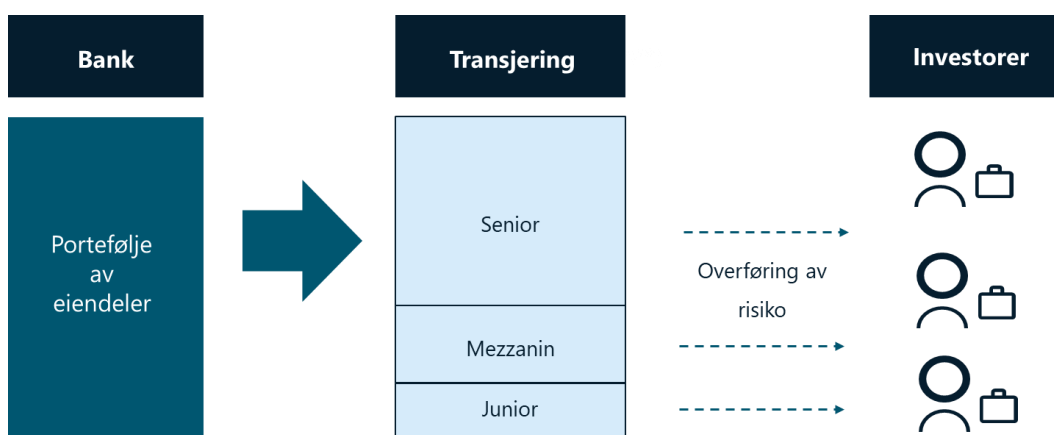 Bank
Transjering
Investorer
Portefølje
av
eiendeler
Senior
Mezzanin
Junior
Overføring av
risiko